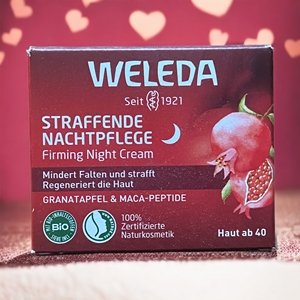 WELEDA
Seit 1921
STRAFFENDE
NACHTPFLEGE
Firming Night Cream
Mindert Falten und strafft
Regeneriert die Haut
GRANATAPFEL & MACA-PEPTIDE
Bio
100%
Zertifizierte
Naturkosmetik
Haut ab 40